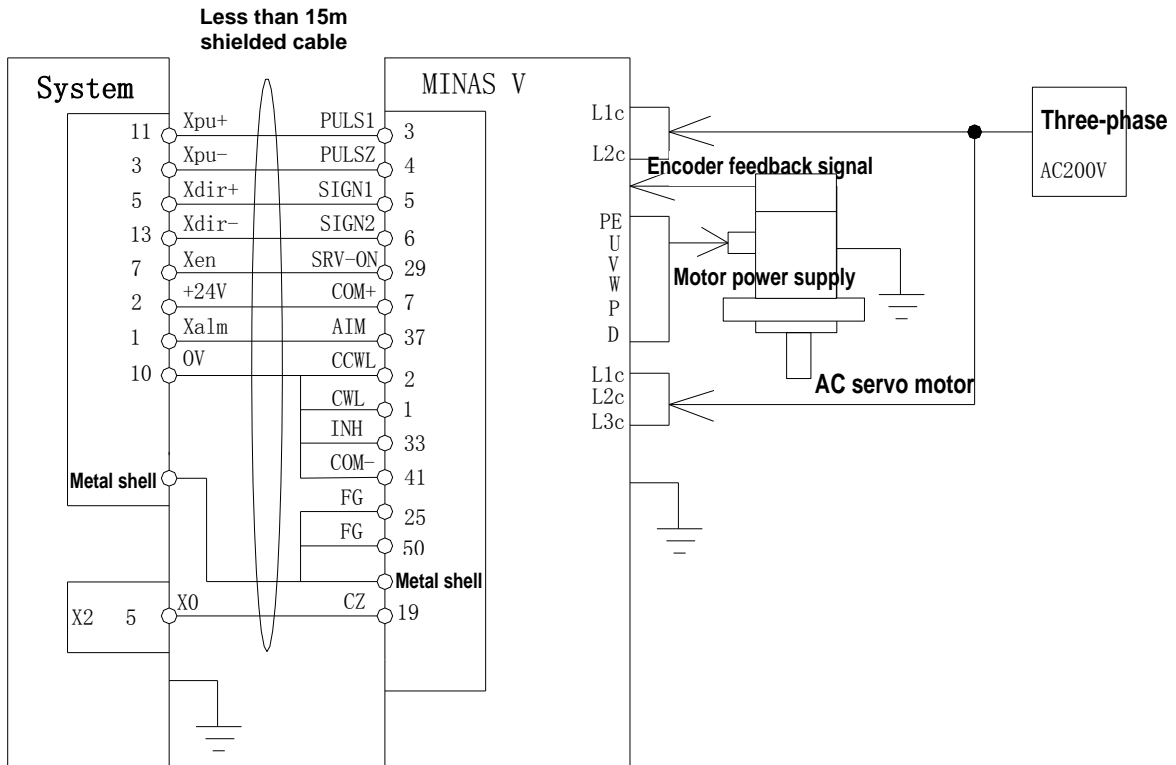 Less than 15m
shielded cable
System
MINAS V
11 Xpu+ PULS1 3
3 Xpu- PULSZ 4
5 Xdir+ SIGN1 5
13 Xdir- SIGN2 6
7 Xen SRV-ON 29
2 +24V COM+ 7
1 Xalm AIM 37
10 0V CCWL 2
CWL 1
INH 33
COM- 41
Metal shell
FG 25
FG 50
Metal shell
X2 5 X0 CZ 19
L1c
L2c
Encoder feedback signal
PE
U
V
W
P
D
Motor power supply
L1c
L2c
L3c
AC servo motor
Three-phase
AC200V